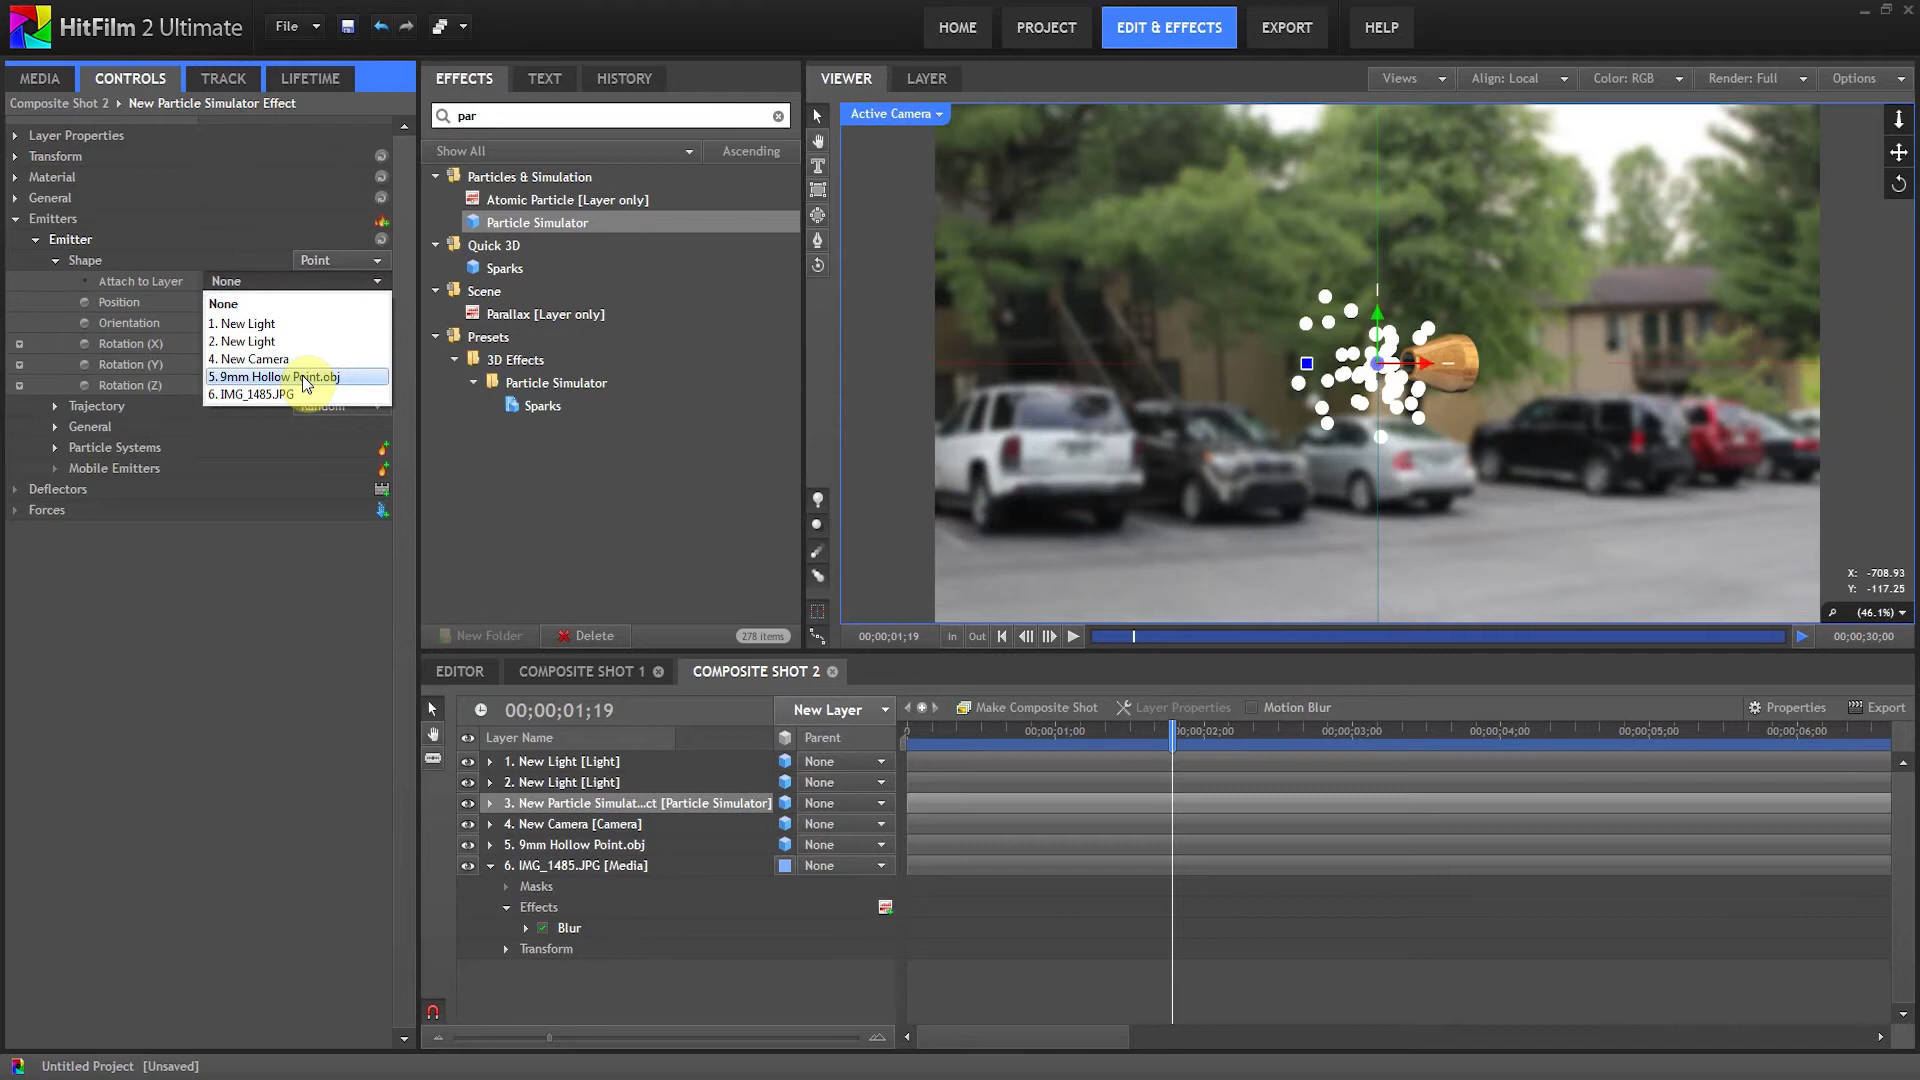 HitFilm 2 Ultimate
File
HOME
PROJECT
EDIT & EFFECTS
EXPORT
HELP
MEDIA
CONTROLS
TRACK
LIFETIME
Composite Shot 2 New Particle Simulator Effect
Layer Properties
Transform
Material
General
Emitters
Emitter
Shape
Point
Attach to Layer
None
Position
Orientation
Rotation (X)
Rotation (Y)
Rotation (Z)
None
1. New Light
2. New Light
4. New Camera
5. 9mm Hollow Point.obj
6. IMG_1485.JPG
Trajectory
Random
General
Particle Systems
Mobile Emitters
Deflectors
Forces
EFFECTS
TEXT
HISTORY
par
Show All
Ascending
Particles & Simulation
Atomic Particle [Layer only]
Particle Simulator
Quick 3D
Sparks
Scene
Parallax [Layer only]
Presets
3D Effects
Particle Simulator
Sparks
New Folder
Delete
278 items
VIEWER
LAYER
Views
Align: Local
Color: RGB
Render: Full
Options
Active Camera
X: -708.93
Y: -117.25
(46.1%)
00;00;01;19
In
Out
00;00;30;00
EDITOR
COMPOSITE SHOT 1
COMPOSITE SHOT 2
00;00;01;19
New Layer
Make Composite Shot
Layer Properties
Motion Blur
Properties
Export
Layer Name
Parent
0
00;00;01;00
00;00;02;00
00;00;03;00
00;00;04;00
00;00;05;00
00;00;06;00
1. New Light [Light]
None
2. New Light [Light]
None
3. New Particle Simulat...ct [Particle Simulator]
None
4. New Camera [Camera]
None
5. 9mm Hollow Point.obj
None
6. IMG_1485.JPG [Media]
None
Masks
Effects
Blur
Transform
Untitled Project [Unsaved]